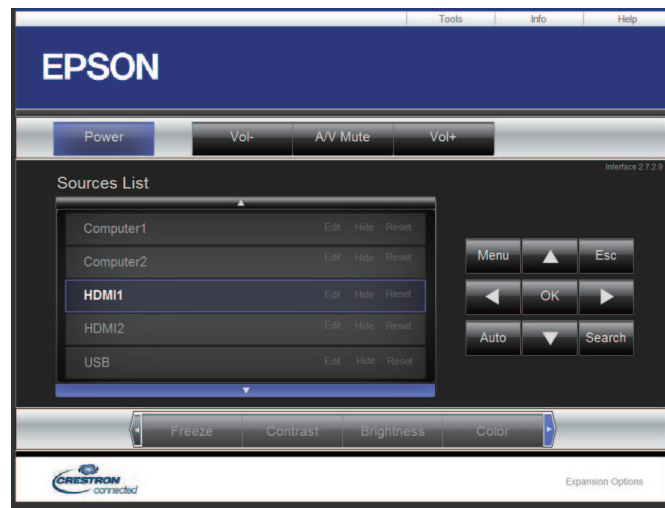 Tools Info Help
EPSON
Power Vol- A/V Mute Vol+
Interface 2.7.2.9
Sources List
Computer1 Edit Hide Reset
Computer2 Edit Hide Reset
HDMI1 Edit Hide Reset
HDMI2 Edit Hide Reset
USB Edit Hide Reset
Menu Esc
OK
Auto Search
Freeze Contrast Brightness Color
CRESTRON
connected
Expansion Options